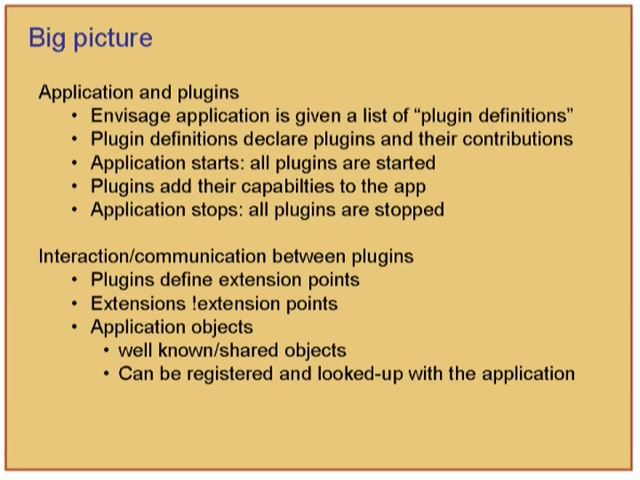 Big picture
Application and plugins
• Envisage application is given a list of “plugin definitions”
• Plugin definitions declare plugins and their contributions
• Application starts: all plugins are started
• Plugins add their capabilties to the app
• Application stops: all plugins are stopped
Interaction/communication between plugins
• Plugins define extension points
• Extensions !extension points
• Application objects
• well known/shared objects
• Can be registered and looked-up with the application